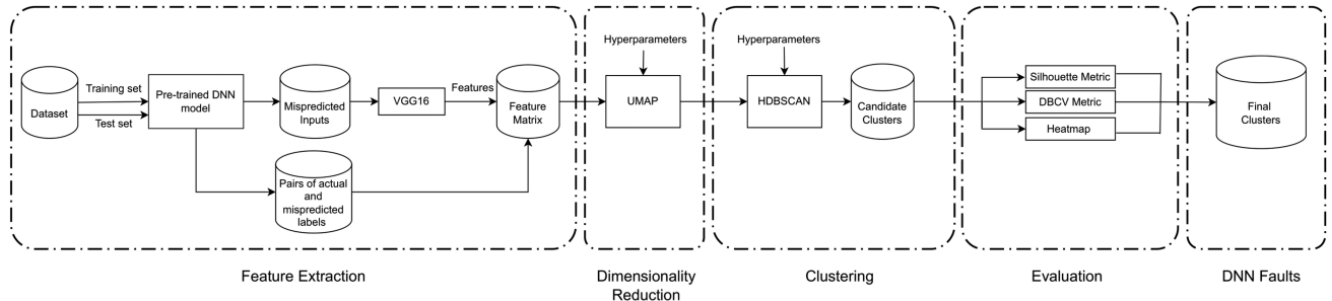 Dataset
Training set
Test set
Pre-trained DNN
model
Mispredicted
Inputs
VGG16
Features
Feature
Matrix
Pairs of actual
and
mispredicted
labels
Feature Extraction
Hyperparameters
UMAP
Dimensionality
Reduction
Hyperparameters
HDBSCAN
Candidate
Clusters
Clustering
Silhouette Metric
DBCV Metric
Heatmap
Evaluation
Final
Clusters
DNN Faults